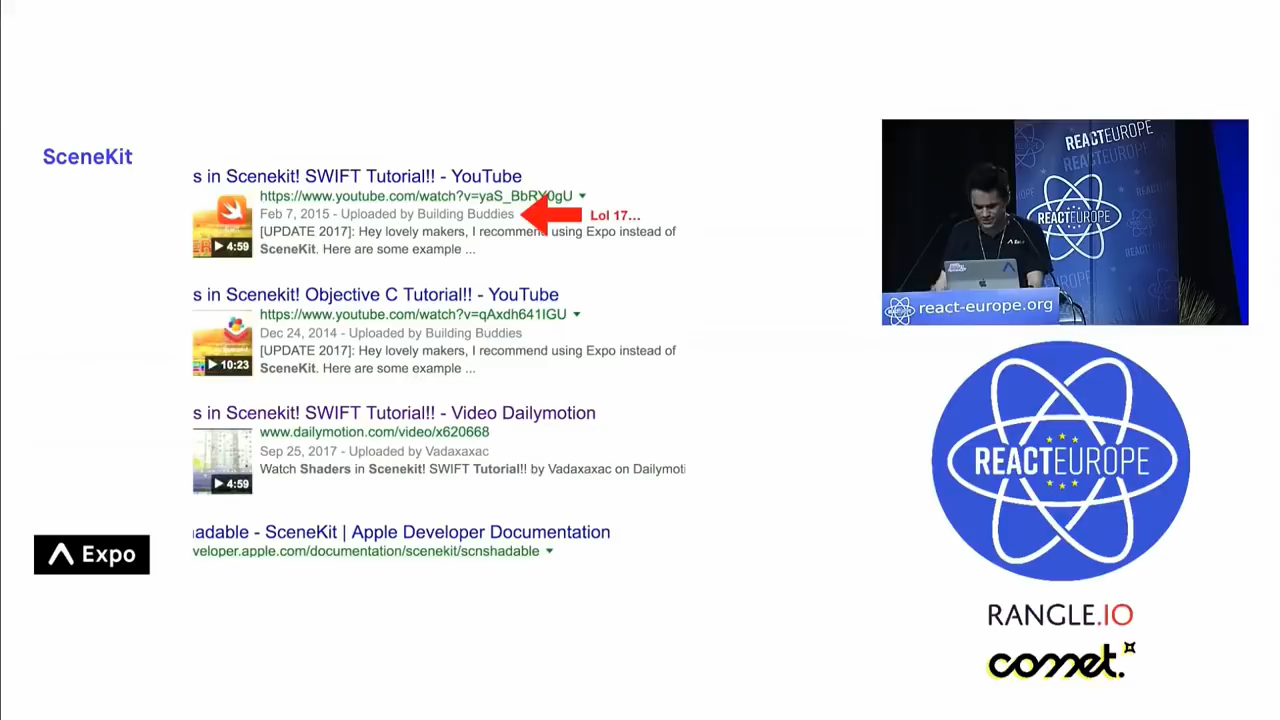 SceneKit
s in Scenekit! SWIFT Tutorial!! - YouTube
https://www.youtube.com/watch?v=yaS_BbRX0gU
Feb 7, 2015 - Uploaded by Building Buddies
Lol 17...
4:59
[UPDATE 2017]: Hey lovely makers, I recommend using Expo instead of
SceneKit. Here are some example ...
s in Scenekit! Objective C Tutorial!! - YouTube
https://www.youtube.com/watch?v=qAxdh641IGU
Dec 24, 2014 - Uploaded by Building Buddies
10:23
[UPDATE 2017]: Hey lovely makers, I recommend using Expo instead of
SceneKit. Here are some example ...
s in Scenekit! SWIFT Tutorial!! - Video Dailymotion
www.dailymotion.com/video/x620668
Sep 25, 2017 - Uploaded by Vadaxaxac
4:59
Watch Shaders in Scenekit! SWIFT Tutorial!! by Vadaxaxac on Dailymoti
adable - SceneKit | Apple Developer Documentation
veloper.apple.com/documentation/scenekit/scnshadable
Expo
REACTEUROPE
REACTEUROPE
REACTEUROPE
react-europe.org
REACTEUROPE
RANGLE.IO
comet.